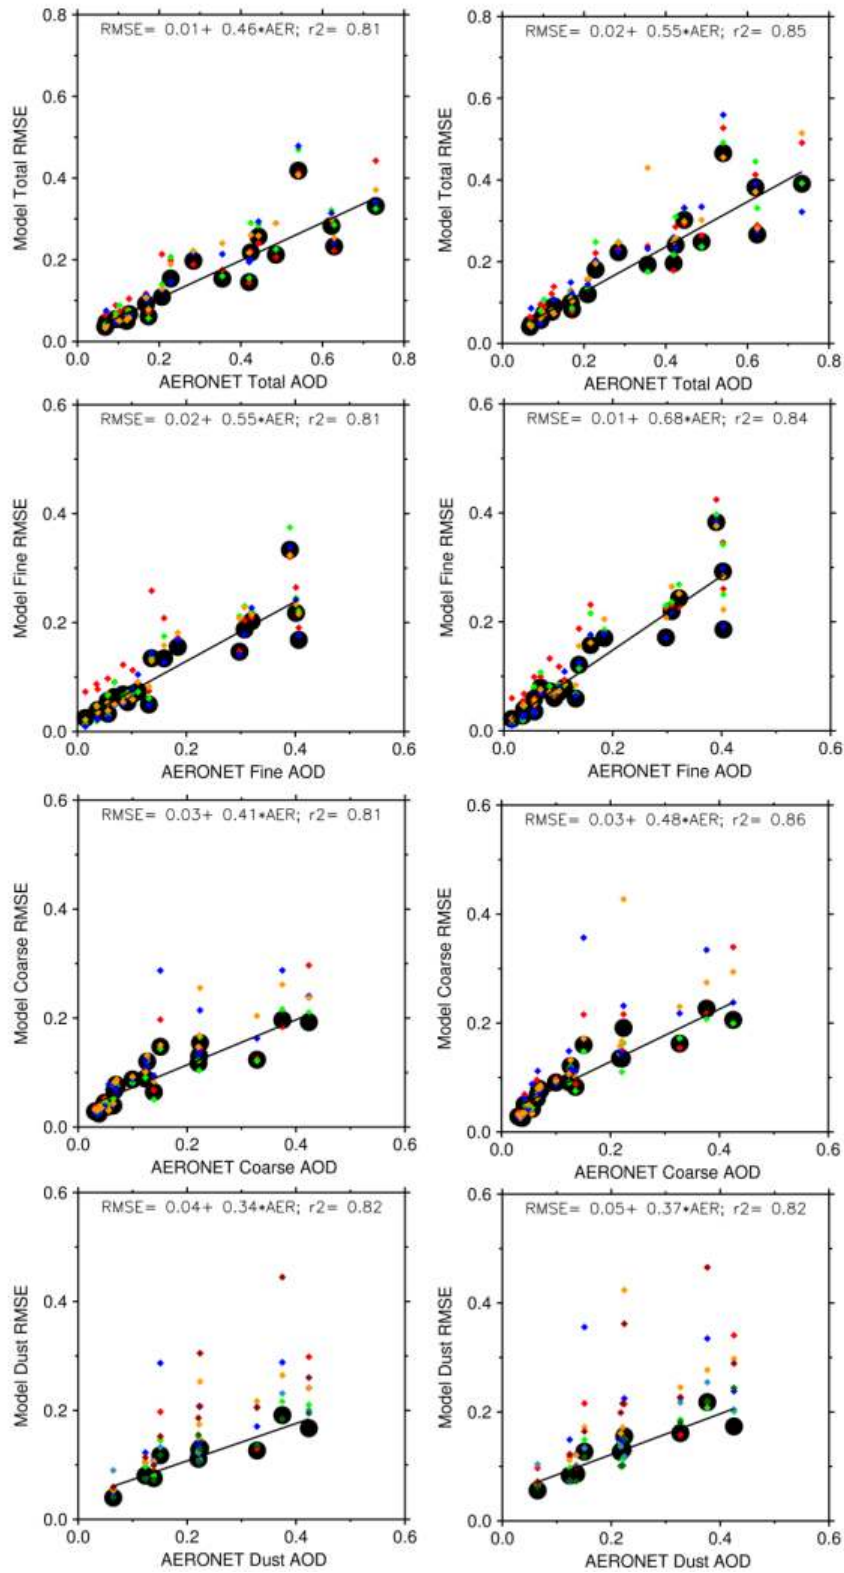 RMSE= 0.01+ 0.46*AER; r2= 0.81
0.8
0.6
0.4
0.2
0.0
Model Total RMSE
0.0 0.2 0.4 0.6 0.8
AERONET Total AOD
RMSE= 0.02+ 0.55*AER; r2= 0.85
0.8
0.6
0.4
0.2
0.0
Model Total RMSE
0.0 0.2 0.4 0.6 0.8
AERONET Total AOD
RMSE= 0.02+ 0.55*AER; r2= 0.81
0.6
0.4
0.2
0.0
Model Fine RMSE
0.0 0.2 0.4 0.6
AERONET Fine AOD
RMSE= 0.01+ 0.68*AER; r2= 0.84
0.6
0.4
0.2
0.0
Model Fine RMSE
0.0 0.2 0.4 0.6
AERONET Fine AOD
RMSE= 0.03+ 0.41*AER; r2= 0.81
0.6
0.4
0.2
0.0
Model Coarse RMSE
0.0 0.2 0.4 0.6
AERONET Coarse AOD
RMSE= 0.03+ 0.48*AER; r2= 0.86
0.6
0.4
0.2
0.0
Model Coarse RMSE
0.0 0.2 0.4 0.6
AERONET Coarse AOD
RMSE= 0.04+ 0.34*AER; r2= 0.82
0.6
0.4
0.2
0.0
Model Dust RMSE
0.0 0.2 0.4 0.6
AERONET Dust AOD
RMSE= 0.05+ 0.37*AER; r2= 0.82
0.6
0.4
0.2
0.0
Model Dust RMSE
0.0 0.2 0.4 0.6
AERONET Dust AOD